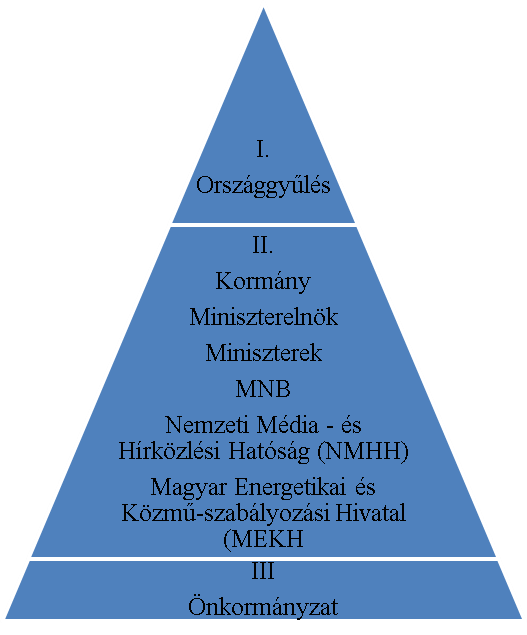 I.
Országgyűlés
II.
Kormány
Miniszterelnök
Miniszterek
MNB
Nemzeti Média - és
Hírközlési Hatóság (NMHH)
Magyar Energetikai és
Közmű-szabályozási Hivatal
(MEKH
III
Önkormányzat